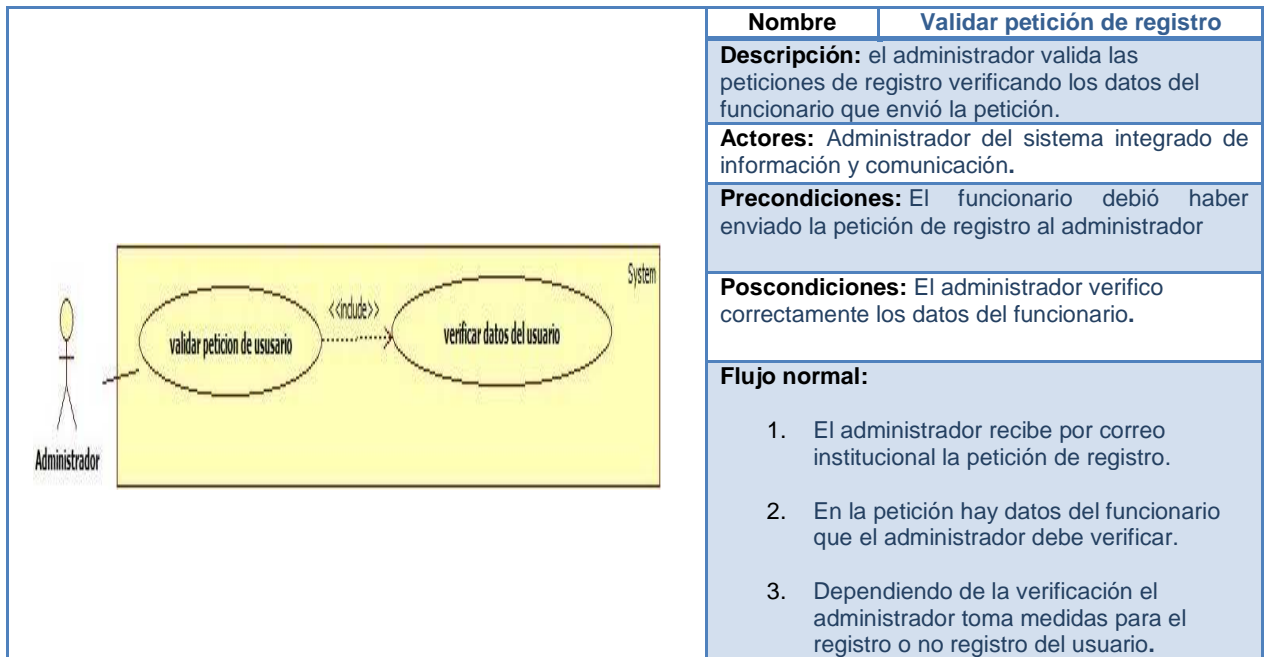 System
<<include>>
validar peticion de ususario
verificar datos del usuario
Administrador
Nombre
Validar petición de registro
Descripción: el administrador valida las
peticiones de registro verificando los datos del
funcionario que envió la petición.
Actores: Administrador del sistema integrado de
información y comunicación.
Precondiciones: El funcionario debió haber
enviado la petición de registro al administrador
Poscondiciones: El administrador verifico
correctamente los datos del funcionario.
Flujo normal:
1. El administrador recibe por correo
institucional la petición de registro.
2. En la petición hay datos del funcionario
que el administrador debe verificar.
3. Dependiendo de la verificación el
administrador toma medidas para el
registro o no registro del usuario.